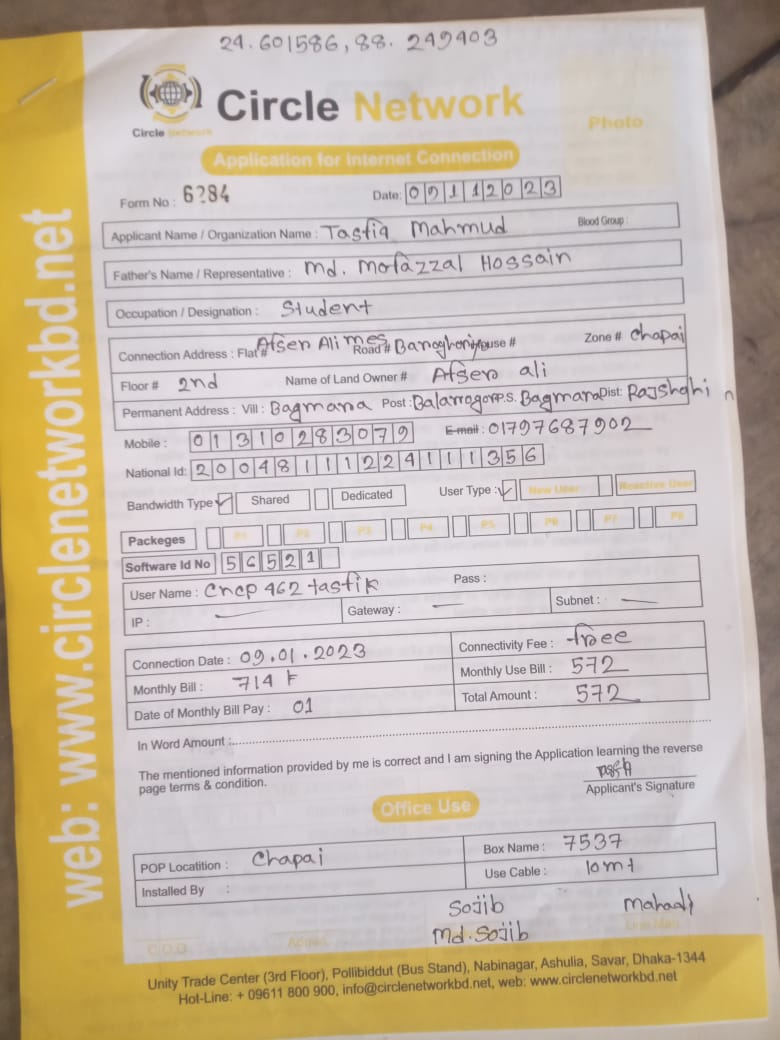 24.601586, 88.249403
Circle Network
Circle Network
Photo
Application for Internet Connection
Form No : 6284 Date: 09112023
Applicant Name / Organization Name : Tasfiq Mahmud Blood Group :
Father's Name / Representative : Md. Mofazzal Hossain
Occupation / Designation : Student
Connection Address : Flat # Afser Ali mes Road # House # Zone # Chapai
Floor # 2nd Name of Land Owner # Afser ali
Permanent Address : Vill : Bagmara Post : P.S. Bagmara Dist: Rajshahi
Mobile : 01310283079 E-mail : 01797687902
National Id: 20048111224111356
Bandwidth Type Shared Dedicated User Type : New User Reactive User
Packeges P1 P2 P3 P4 P5 P6 P7 P8
Software Id No 56521
User Name : cncp 462 tasfik Pass :
IP : — Gateway : — Subnet : —
Connection Date : 09.01.2023 Connectivity Fee : free
Monthly Bill : 714 Monthly Use Bill : 572
Date of Monthly Bill Pay : 01 Total Amount : 572
In Word Amount :
The mentioned information provided by me is correct and I am signing the Application learning the reverse
page terms & condition.
Applicant's Signature
Office Use
POP Locatition : Chapai Box Name : 7537
Installed By : Use Cable : 10mt
Sojib Mahadi
Md. Sojib
C.O.O Admin Line Man
Unity Trade Center (3rd Floor), Pollibiddut (Bus Stand), Nabinagar, Ashulia, Savar, Dhaka-1344
Hot-Line: + 09611 800 900, info@circlenetworkbd.net, web: www.circlenetworkbd.net
web: www.circlenetworkbd.net